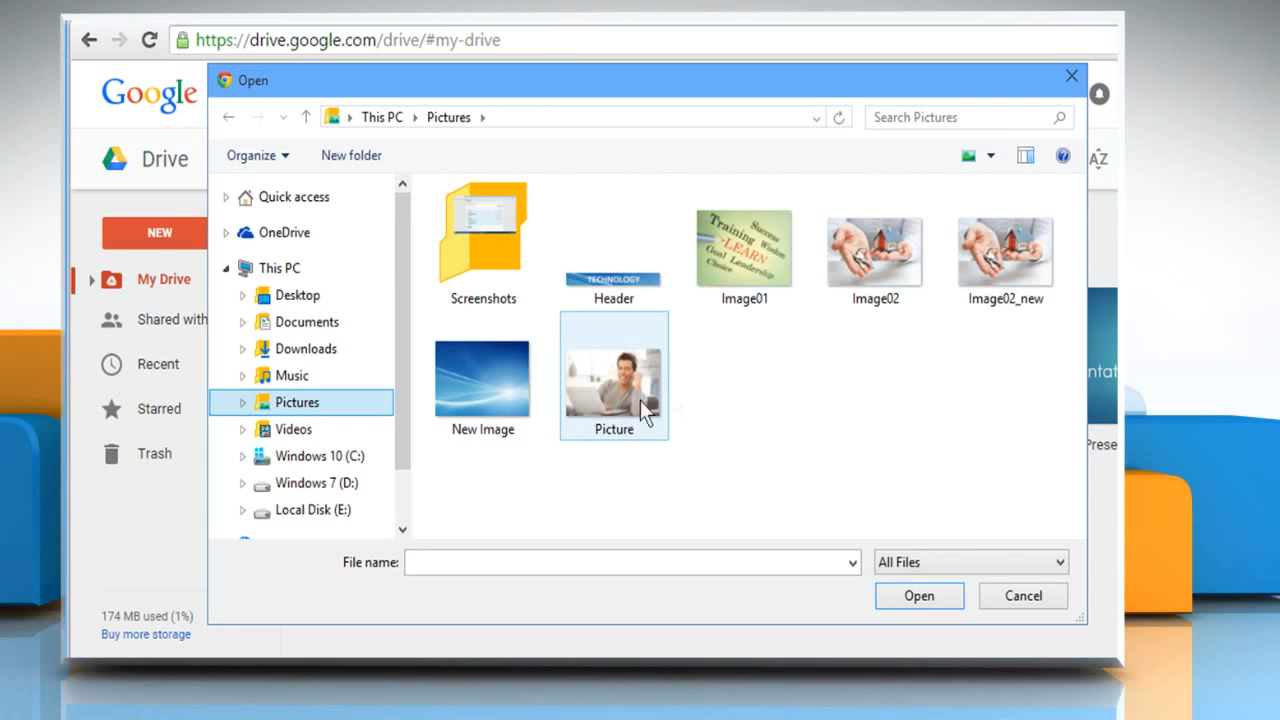 https://drive.google.com/drive/#my-drive
Google
Open
This PC Pictures
Search Pictures
Drive
Organize New folder
AZ
NEW
My Drive
Shared with
Recent
Starred
Trash
174 MB used (1%)
Buy more storage
Quick access
OneDrive
This PC
Desktop
Documents
Downloads
Music
Pictures
Videos
Windows 10 (C:)
Windows 7 (D:)
Local Disk (E:)
TECHNOLOGY
Training Success
Wisdom
LEARN
Goal Leadership
Choice
Screenshots Header Image01 Image02 Image02_new
New Image Picture
ntat
Prese
File name:
All Files
Open Cancel